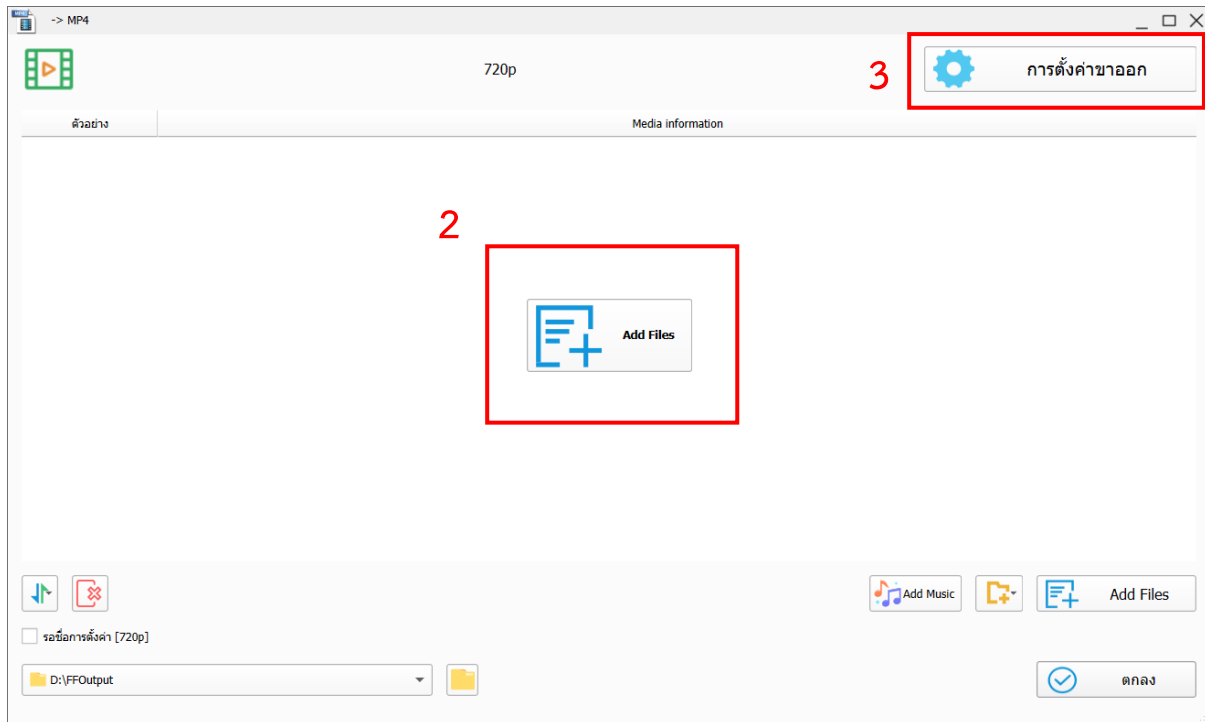 -> MP4
720p
3
การตั้งค่าขาออก
ตัวอย่าง
Media information
2
Add Files
Add Music
Add Files
รอชื่อการตั้งค่า [720p]
D:\FFOutput
ตกลง